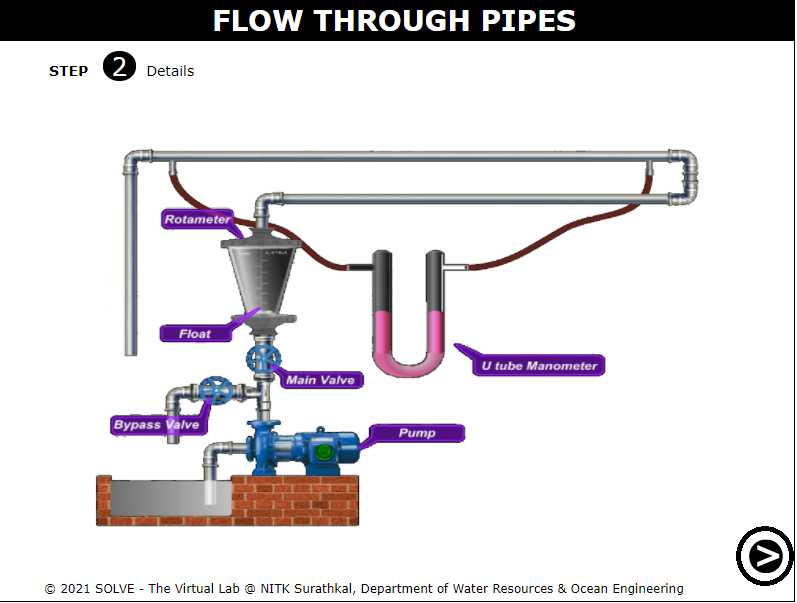 FLOW THROUGH PIPES
STEP 2 Details
Rotameter
LPM
Float
Main Valve
U tube Manometer
Bypass Valve
Pump
© 2021 SOLVE - The Virtual Lab @ NITK Surathkal, Department of Water Resources & Ocean Engineering